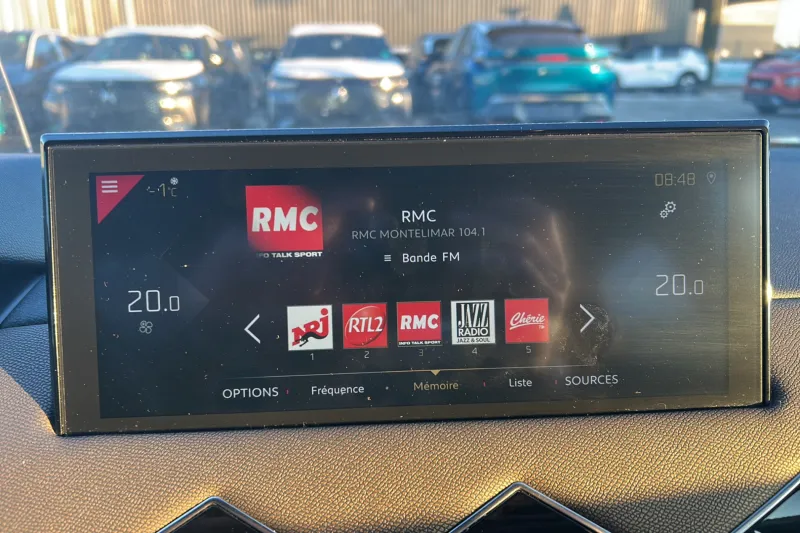 -1°C
08:48
RMC
INFO TALK SPORT
RMC
RMC MONTELIMAR 104.1
Bande FM
20.0
20.0
NRJ
RTL2
RMC
INFO TALK SPORT
JAZZ
RADIO
JAZZ & SOUL
Chérie
1
2
3
4
5
OPTIONS
Fréquence
Mémoire
Liste
SOURCES